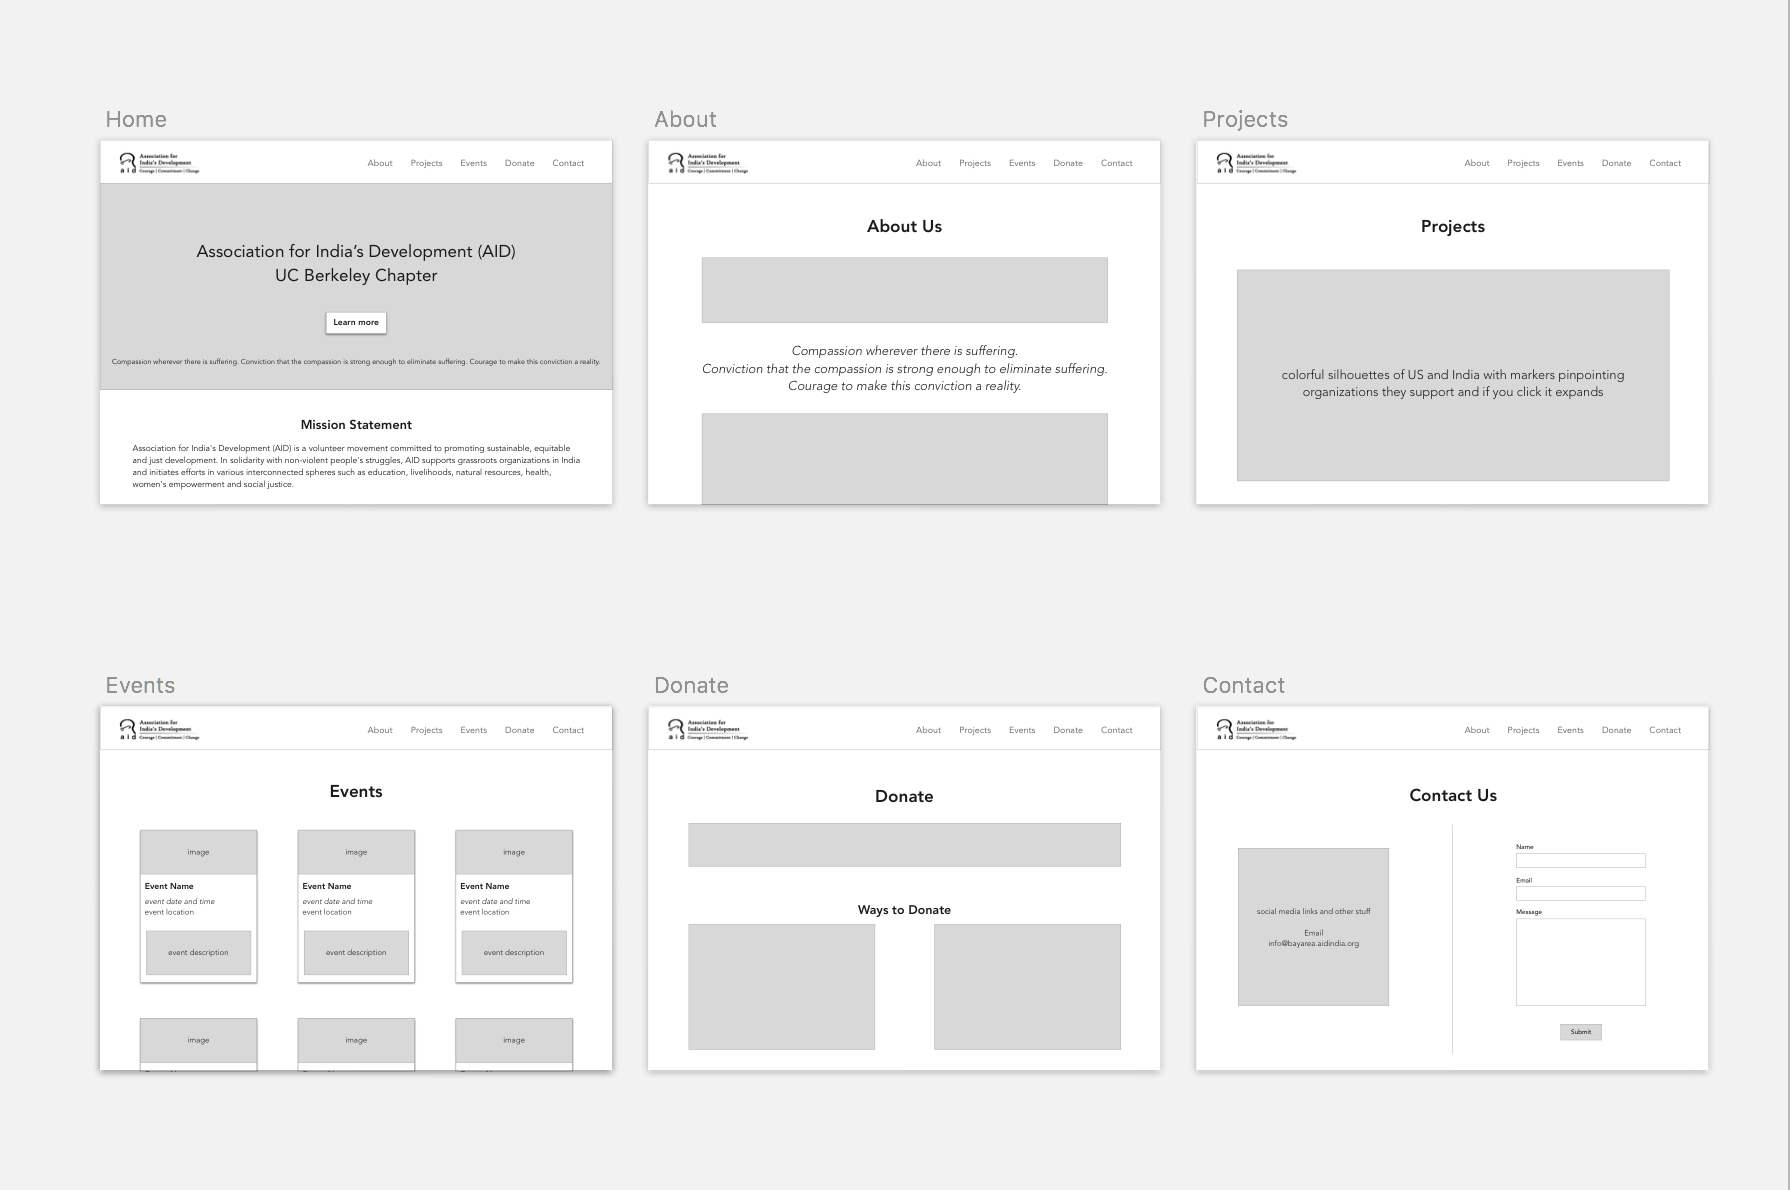 Home
Association for
India's Development
aid Courage | Commitment | Change
About Projects Events Donate Contact
Association for India's Development (AID)
UC Berkeley Chapter
Learn more
Compassion wherever there is suffering. Conviction that the compassion is strong enough to eliminate suffering. Courage to make this conviction a reality.
Mission Statement
Association for India's Development (AID) is a volunteer movement committed to promoting sustainable, equitable
and just development. In solidarity with non-violent people's struggles, AID supports grassroots organizations in India
and initiates efforts in various interconnected spheres such as education, livelihoods, natural resources, health,
women's empowerment and social justice.
About
Association for
India's Development
aid Courage | Commitment | Change
About Projects Events Donate Contact
About Us
Compassion wherever there is suffering.
Conviction that the compassion is strong enough to eliminate suffering.
Courage to make this conviction a reality.
Projects
Association for
India's Development
aid Courage | Commitment | Change
About Projects Events Donate Contact
Projects
colorful silhouettes of US and India with markers pinpointing
organizations they support and if you click it expands
Events
Association for
India's Development
aid Courage | Commitment | Change
About Projects Events Donate Contact
Events
image image image
Event Name Event Name Event Name
event date and time event date and time event date and time
event location event location event location
event description event description event description
image image image
Donate
Association for
India's Development
aid Courage | Commitment | Change
About Projects Events Donate Contact
Donate
Ways to Donate
Contact
Association for
India's Development
aid Courage | Commitment | Change
About Projects Events Donate Contact
Contact Us
social media links and other stuff
Email
info@bayarea.aidindia.org
Name
Email
Message
Submit